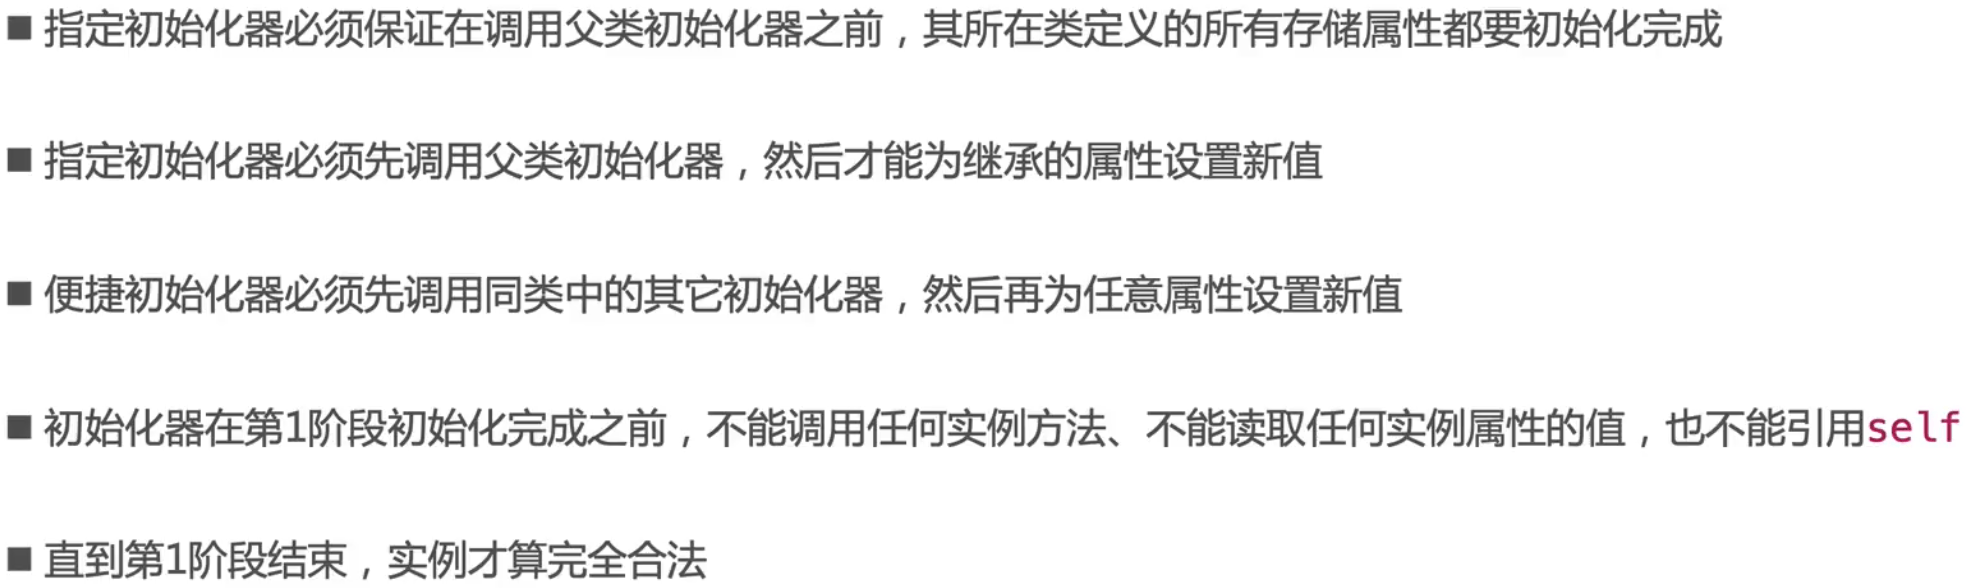 ■ 指定初始化器必须保证在调用父类初始化器之前，其所在类定义的所有存储属性都要初始化完成
■ 指定初始化器必须先调用父类初始化器，然后才能为继承的属性设置新值
■ 便捷初始化器必须先调用同类中的其它初始化器，然后再为任意属性设置新值
■ 初始化器在第1阶段初始化完成之前，不能调用任何实例方法、不能读取任何实例属性的值，也不能引用self
■ 直到第1阶段结束，实例才算完全合法